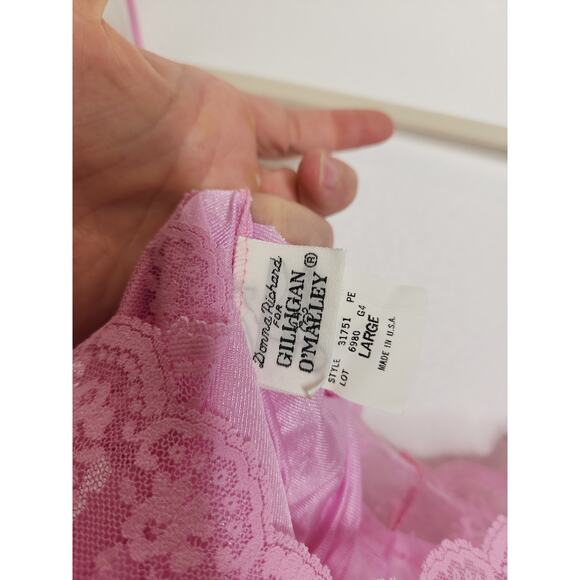 Donna Richard
FOR
GILLIGAN
&
O'MALLEY®
STYLE 31751 PE
LOT 6980 G4
LARGE
MADE IN U.S.A.